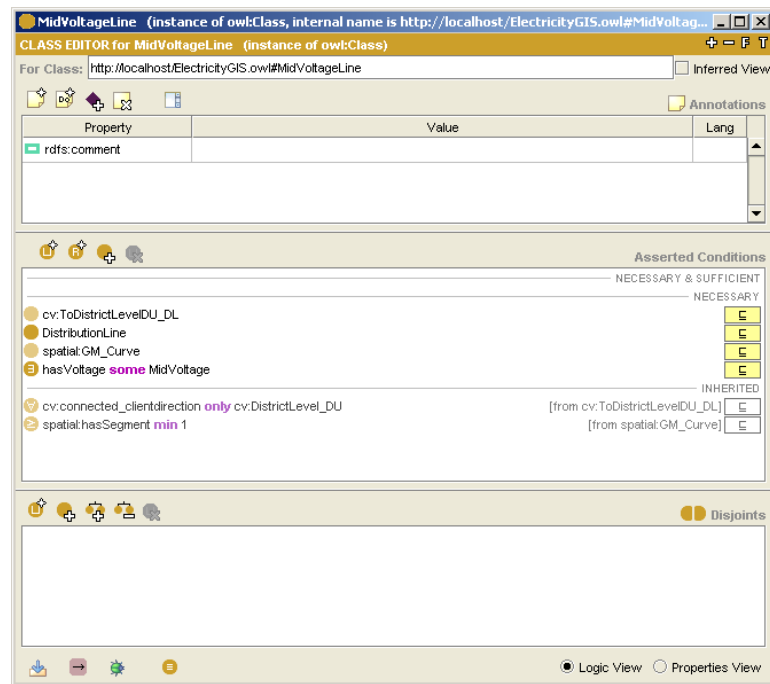 MidVoltageLine (instance of owl:Class, internal name is http://localhost/ElectricityGIS.owl#MidVoltag...
CLASS EDITOR for MidVoltageLine (instance of owl:Class)
F T
For Class: http://localhost/ElectricityGIS.owl#MidVoltageLine Inferred View
Annotations
Property Value Lang
rdfs:comment
Asserted Conditions
NECESSARY & SUFFICIENT
NECESSARY
cv:ToDistrictLevelDU_DL ⊑
DistributionLine ⊑
spatial:GM_Curve ⊑
∃ hasVoltage some MidVoltage ⊑
INHERITED
∀ cv:connected_clientdirection only cv:DistrictLevel_DU [from cv:ToDistrictLevelDU_DL] ⊑
≥ spatial:hasSegment min 1 [from spatial:GM_Curve] ⊑
Disjoints
Logic View Properties View